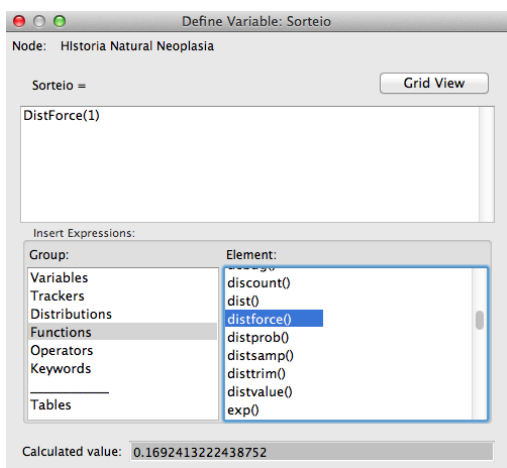 Define Variable: Sorteio
Node: HIstoria Natural Neoplasia
Sorteio =
Grid View
DistForce(1)
Insert Expressions:
Group:
Element:
Variables
Trackers
Distributions
Functions
Operators
Keywords
Tables
debug()
discount()
dist()
distforce()
distprob()
distsamp()
disttrim()
distvalue()
exp()
Calculated value: 0.1692413222438752